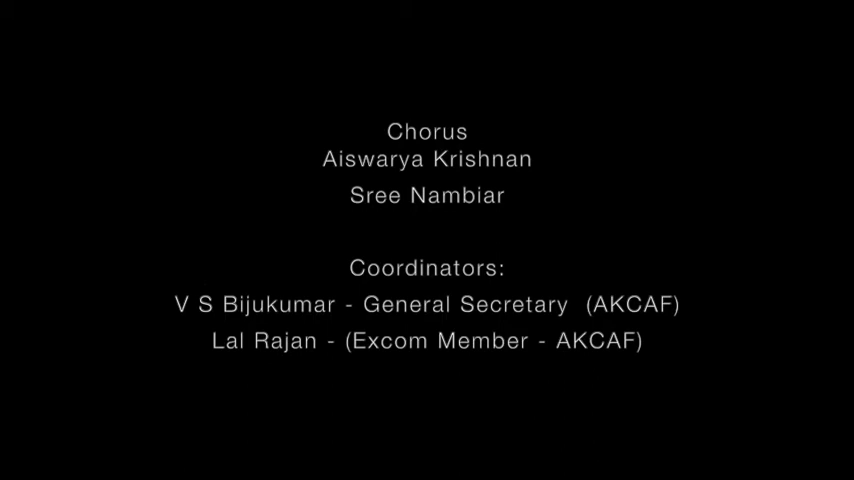 Chorus
Aiswarya Krishnan
Sree Nambiar
Coordinators:
V S Bijukumar - General Secretary  (AKCAF)
Lal Rajan - (Excom Member - AKCAF)